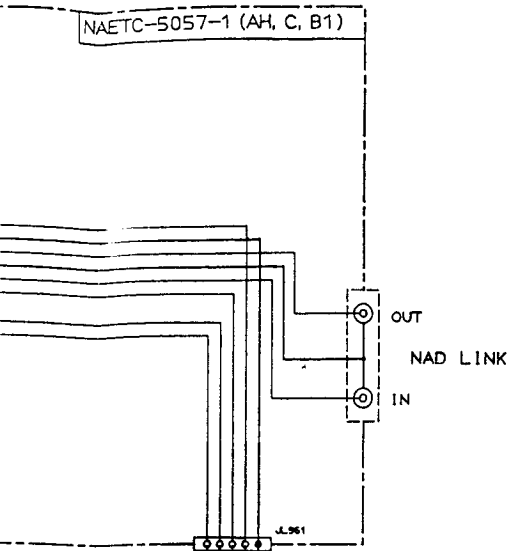 NAETC-5057-1 (AH, C, B1)
OUT
NAD LINK
IN
JL961